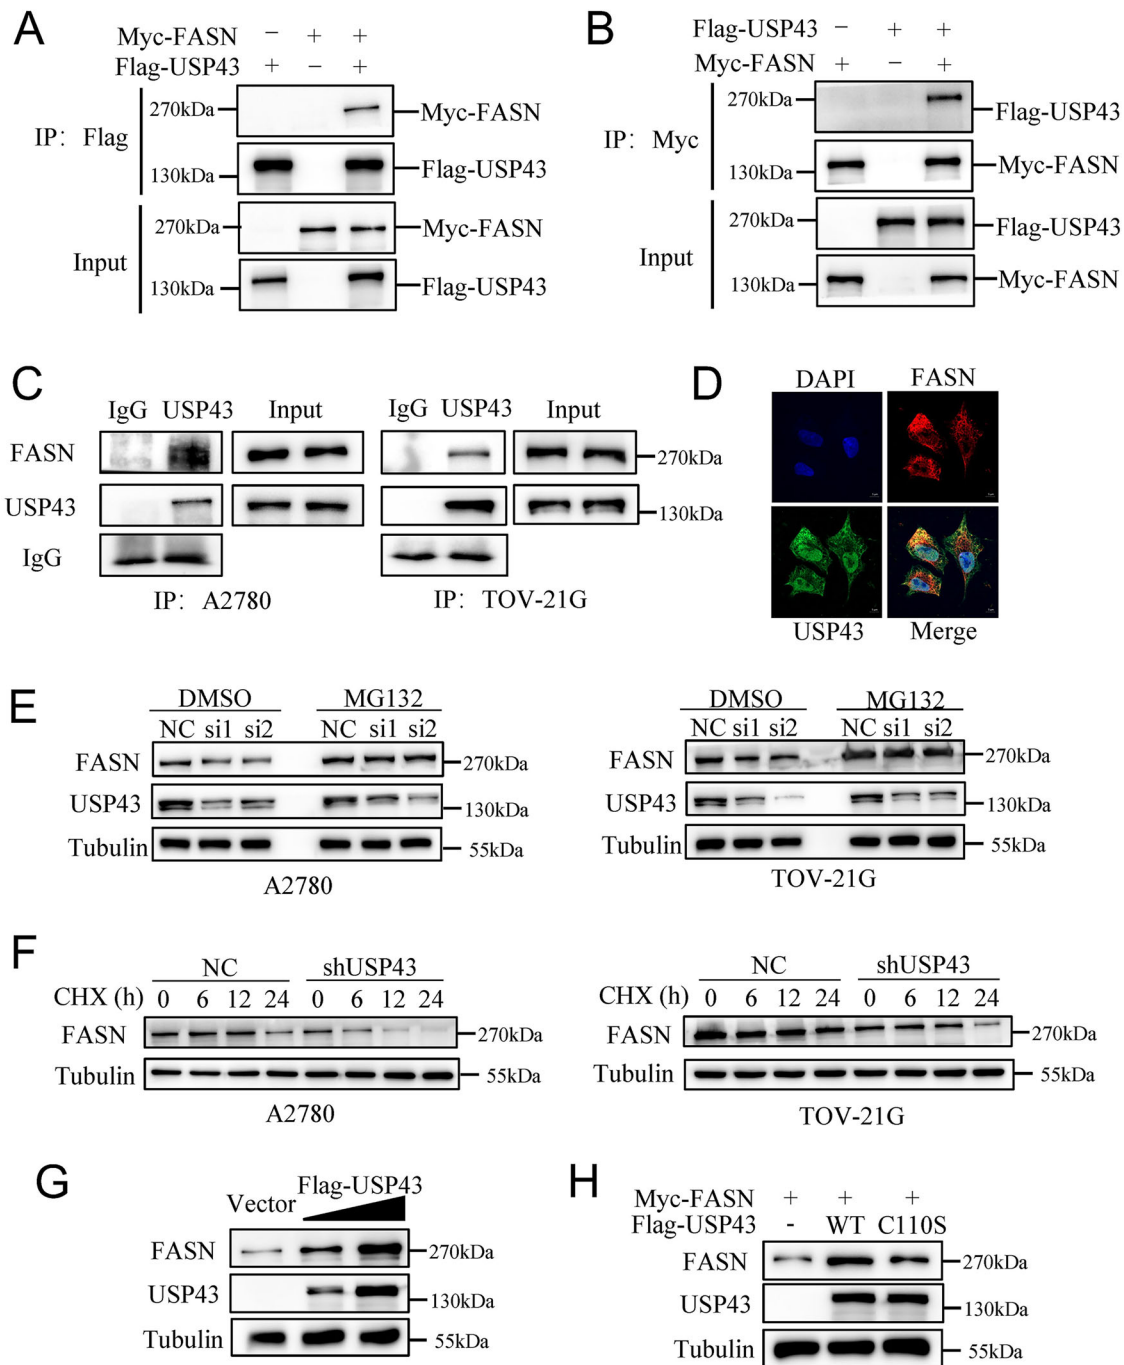 A
Myc-FASN − + +
Flag-USP43 + − +
IP: Flag
270kDa
Myc-FASN
130kDa
Flag-USP43
Input
270kDa
Myc-FASN
130kDa
Flag-USP43
B
Flag-USP43 − + +
Myc-FASN + − +
IP: Myc
270kDa
Flag-USP43
130kDa
Myc-FASN
Input
270kDa
Flag-USP43
130kDa
Myc-FASN
C
IgG USP43 Input IgG USP43 Input
FASN 270kDa
USP43 130kDa
IgG
IP: A2780 IP: TOV-21G
D
DAPI FASN
USP43 Merge
E
DMSO MG132
NC si1 si2 NC si1 si2
FASN 270kDa
USP43 130kDa
Tubulin 55kDa
A2780
DMSO MG132
NC si1 si2 NC si1 si2
FASN 270kDa
USP43 130kDa
Tubulin 55kDa
TOV-21G
F
NC shUSP43
CHX (h) 0 6 12 24 0 6 12 24
FASN 270kDa
Tubulin 55kDa
A2780
NC shUSP43
CHX (h) 0 6 12 24 0 6 12 24
FASN 270kDa
Tubulin 55kDa
TOV-21G
G
Vector Flag-USP43
FASN 270kDa
USP43 130kDa
Tubulin 55kDa
H
Myc-FASN + + +
Flag-USP43 - WT C110S
FASN 270kDa
USP43 130kDa
Tubulin 55kDa